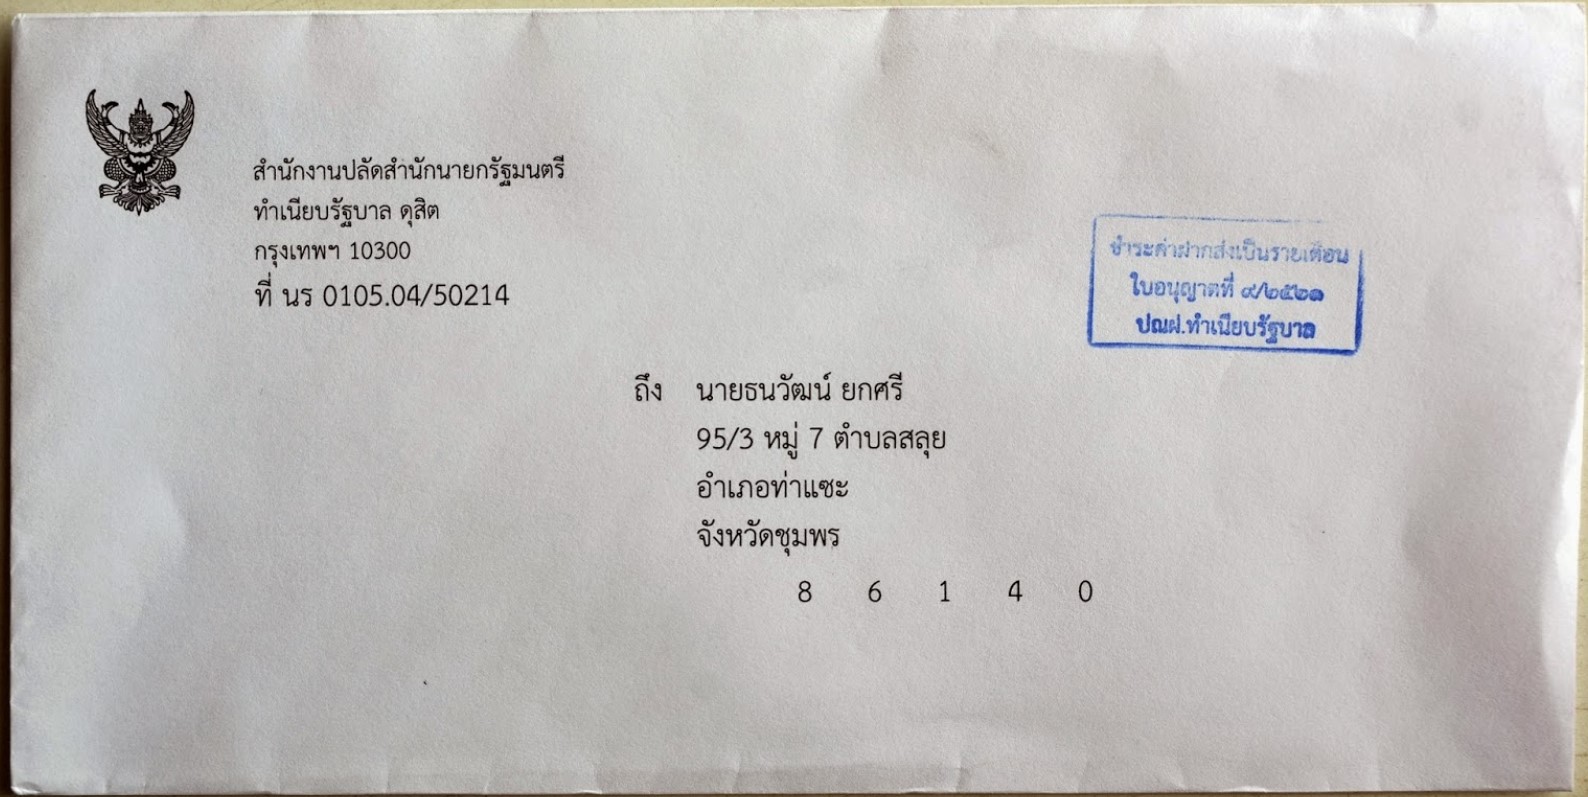 สำนักงานปลัดสำนักนายกรัฐมนตรี
ทำเนียบรัฐบาล ดุสิต
กรุงเทพฯ 10300
ที่ นร 0105.04/50214
ชำระค่าฝากส่งเป็นรายเดือน
ใบอนุญาตที่ ๙/๒๕๒๑
ปณฝ.ทำเนียบรัฐบาล
ถึง นายธนวัฒน์ ยกศรี
95/3 หมู่ 7 ตำบลสลุย
อำเภอท่าแซะ
จังหวัดชุมพร
8 6 1 4 0